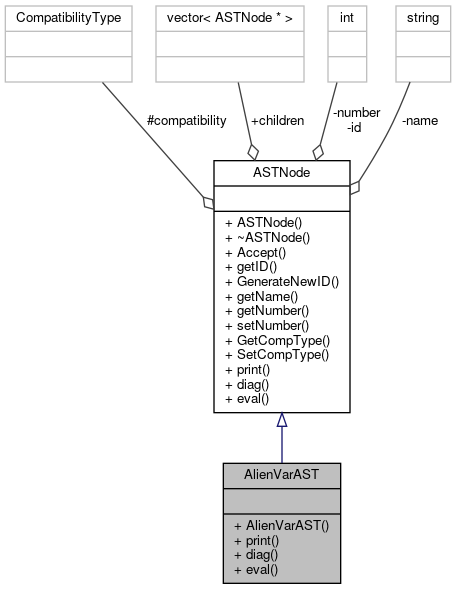 CompatibilityType
vector< ASTNode * >
int
string
#compatibility
+children
-number
-id
-name
ASTNode
+ ASTNode()
+ ~ASTNode()
+ Accept()
+ getID()
+ GenerateNewID()
+ getName()
+ getNumber()
+ setNumber()
+ GetCompType()
+ SetCompType()
+ print()
+ diag()
+ eval()
AlienVarAST
+ AlienVarAST()
+ print()
+ diag()
+ eval()